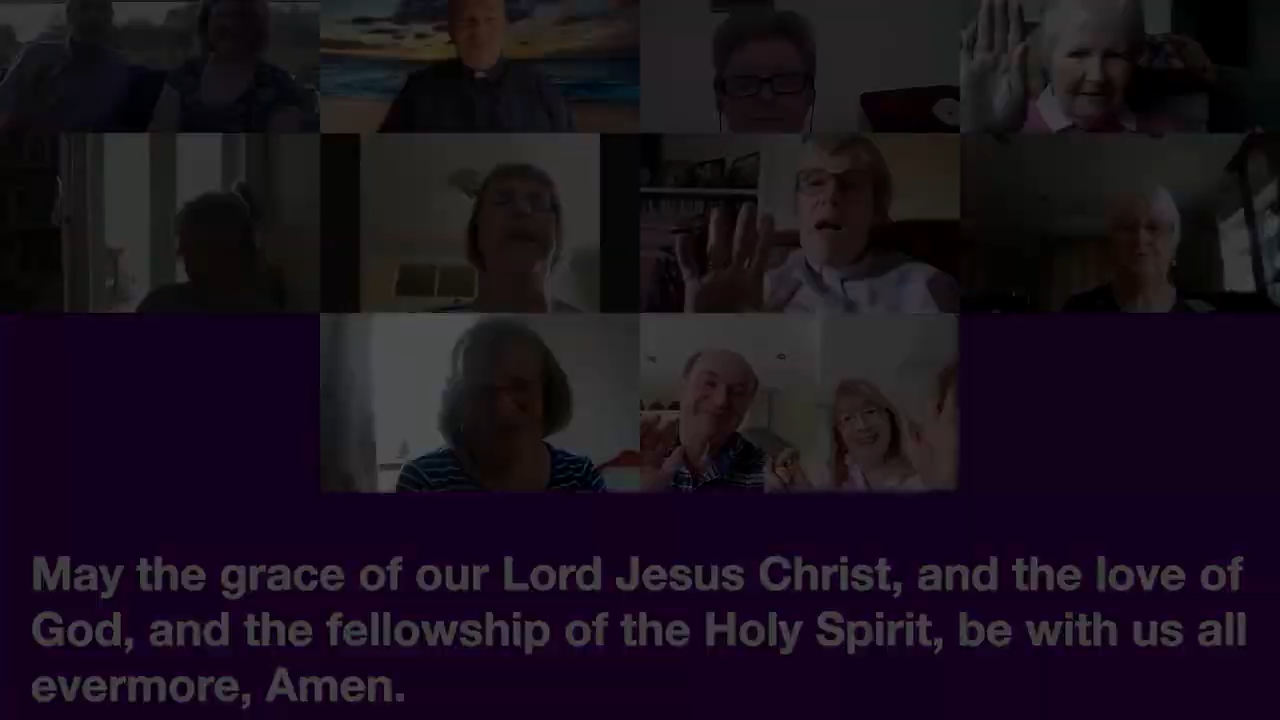 May the grace of our Lord Jesus Christ, and the love of
God, and the fellowship of the Holy Spirit, be with us all
evermore, Amen.